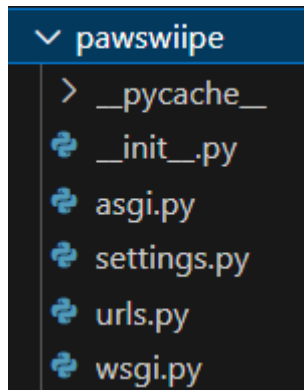 pawswiipe
__pycache__
__init__.py
asgi.py
settings.py
urls.py
wsgi.py